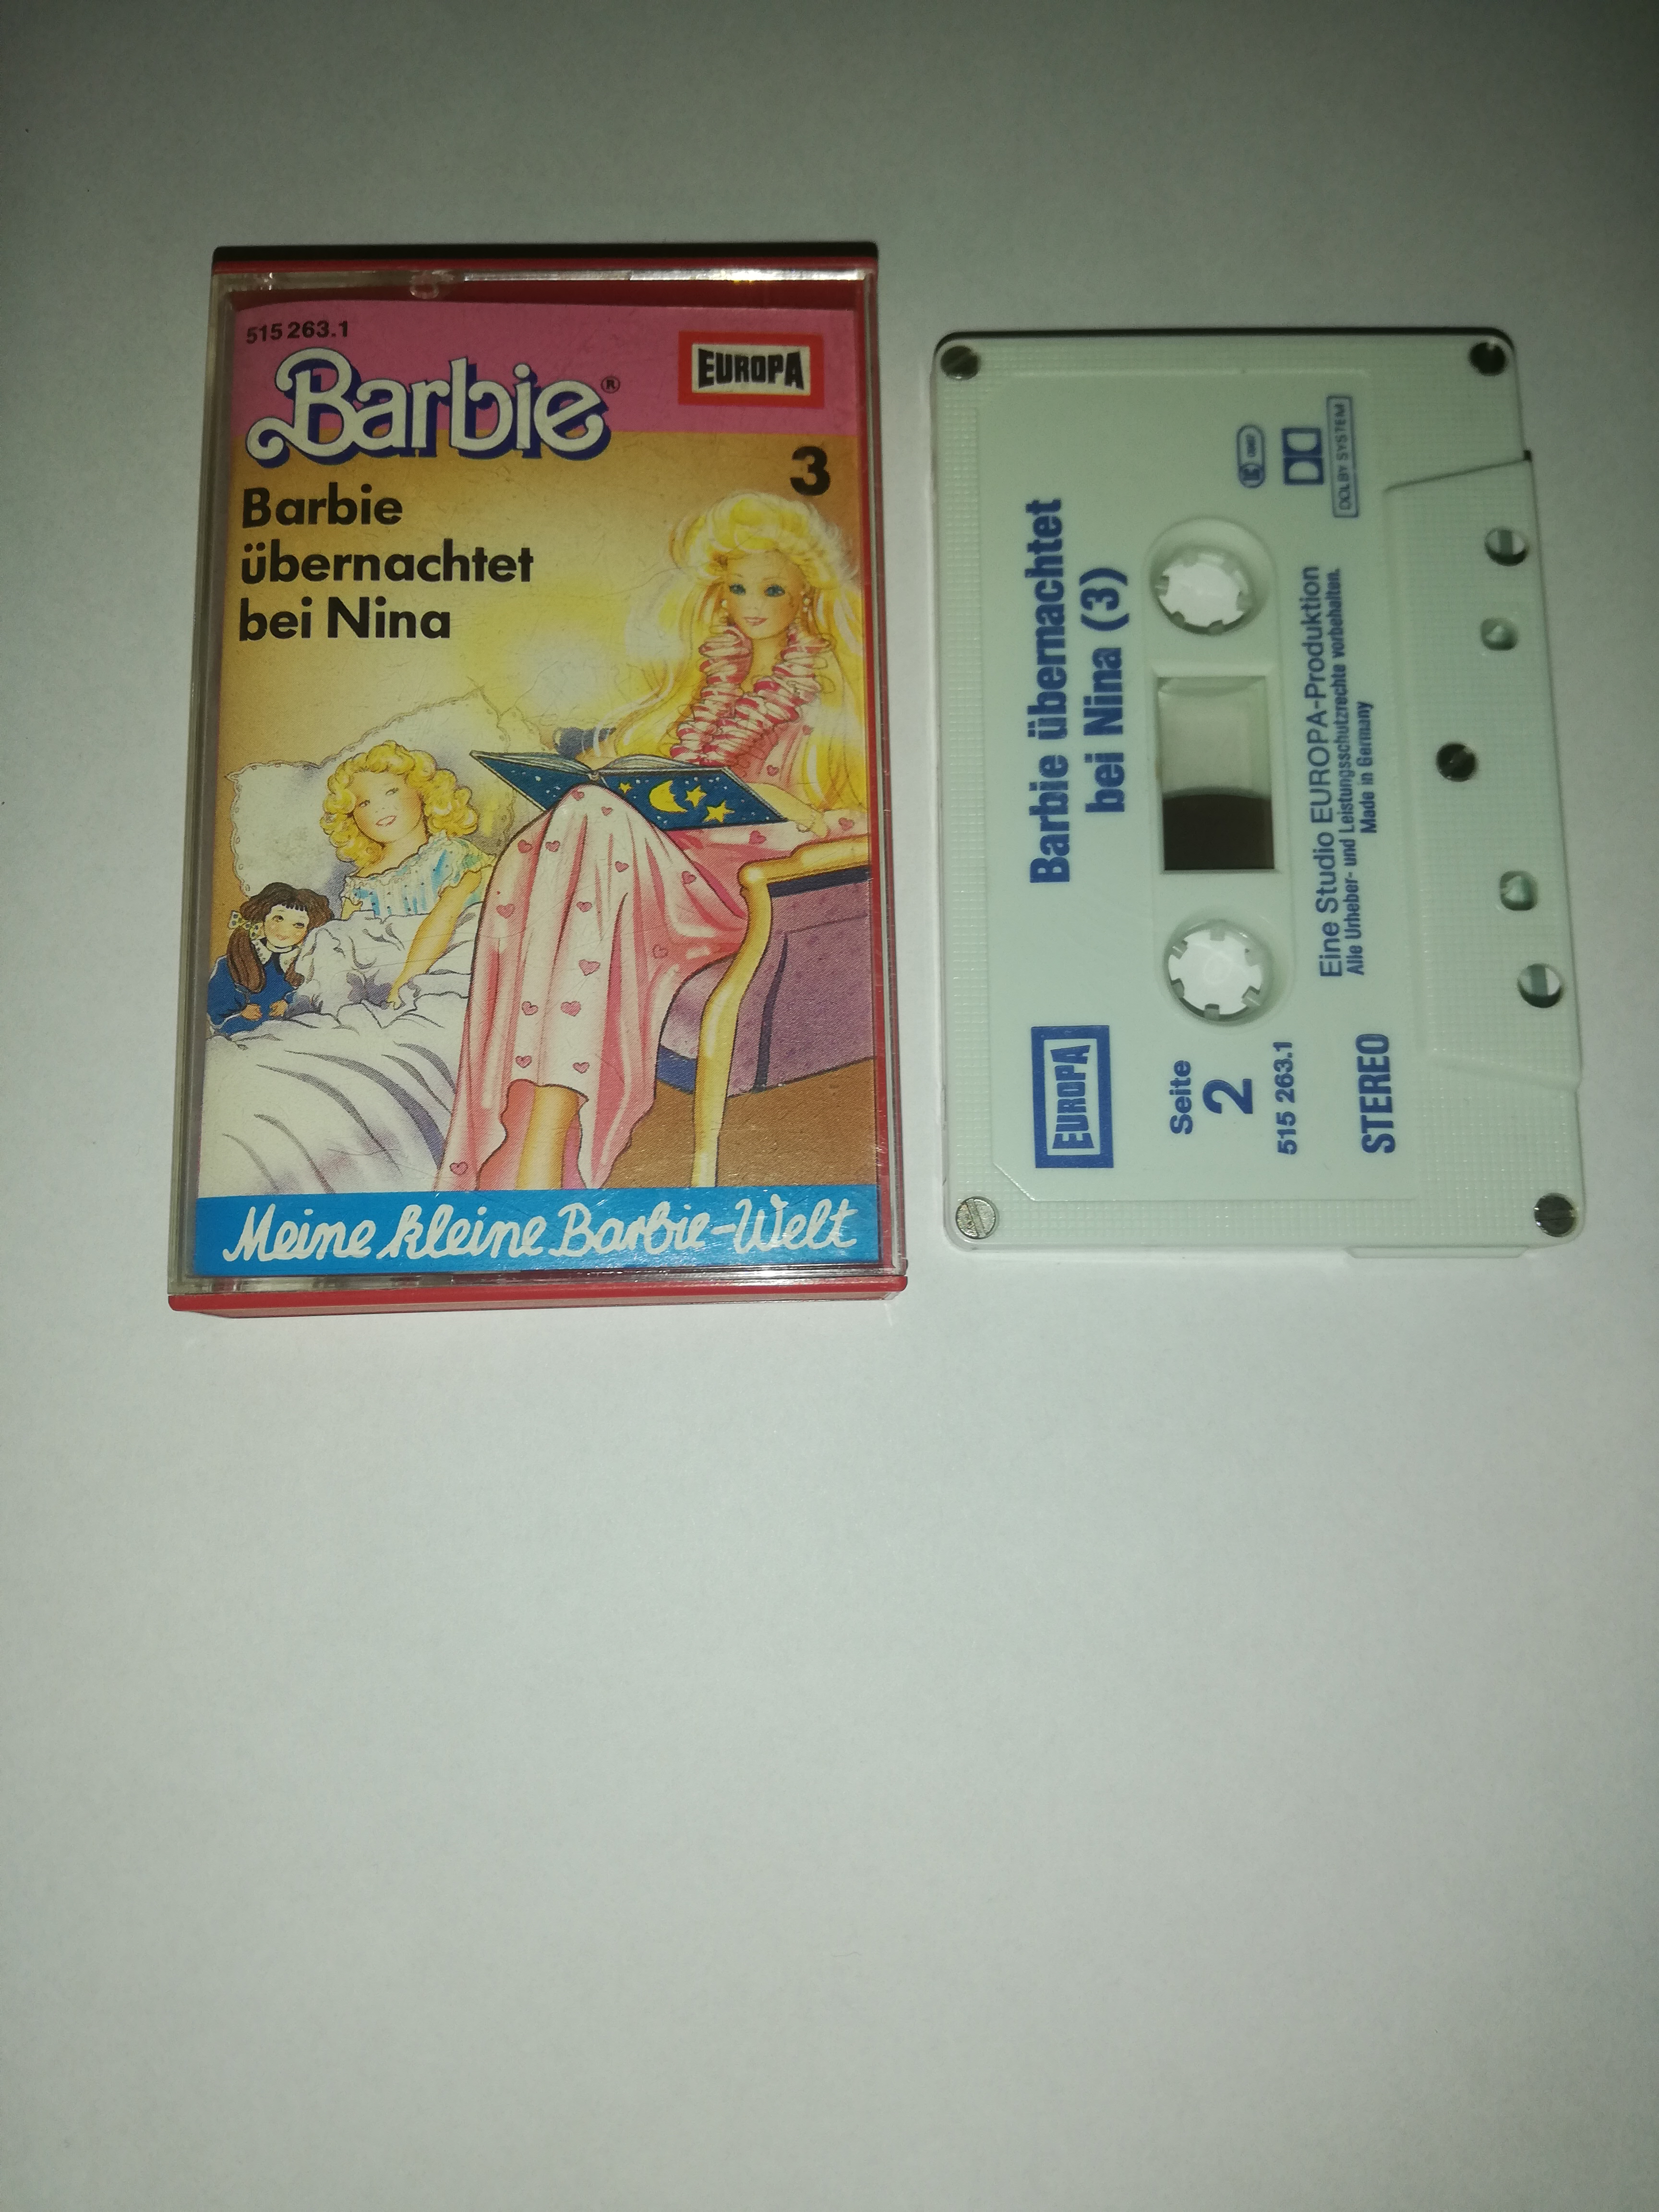 515 263.1
Barbie®
EUROPA
3
Barbie
übernachtet
bei Nina
Meine kleine Barbie-Welt
EUROPA
Barbie übernachtet
bei Nina (3)
Seite
2
515 263.1
STEREO
Eine Studio EUROPA-Produktion
Alle Urheber- und Leistungsschutzrechte vorbehalten.
Made in Germany
DOLBY SYSTEM